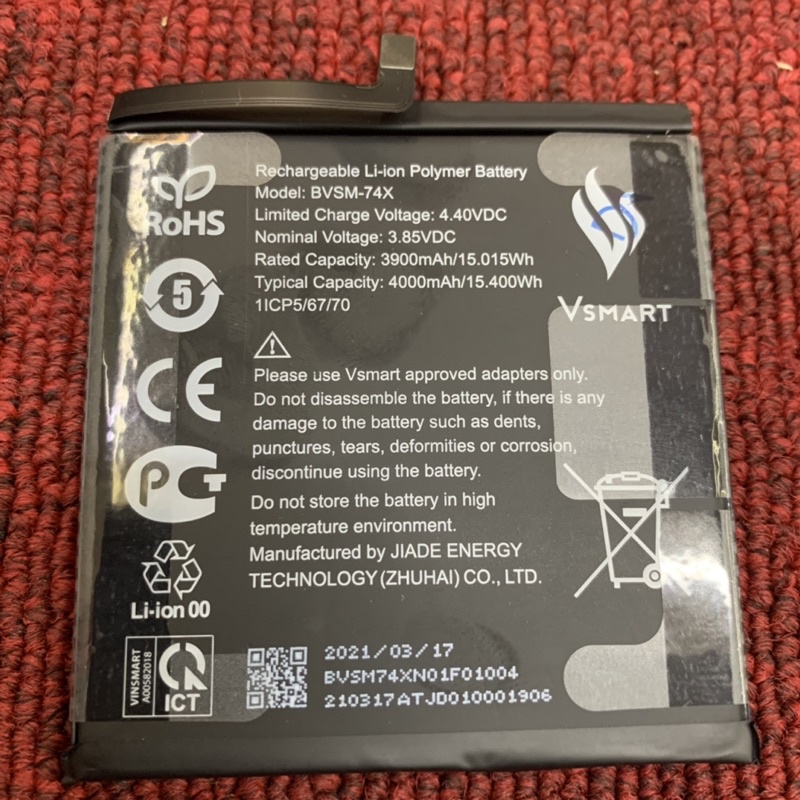 Rechargeable Li-ion Polymer Battery
Model: BVSM-74X
Limited Charge Voltage: 4.40VDC
Nominal Voltage: 3.85VDC
Rated Capacity: 3900mAh/15.015Wh
Typical Capacity: 4000mAh/15.400Wh
1ICP5/67/70
RoHS
5
CE
PCT
Li-ion 00
VINSMART
A00582018
ICT
VSMART
Please use Vsmart approved adapters only.
Do not disassemble the battery, if there is any
damage to the battery such as dents,
punctures, tears, deformities or corrosion,
discontinue using the battery.
Do not store the battery in high
temperature environment.
Manufactured by JIADE ENERGY
TECHNOLOGY (ZHUHAI) CO., LTD.
2021/03/17
BVSM74XN01F01004
210317ATJD010001906